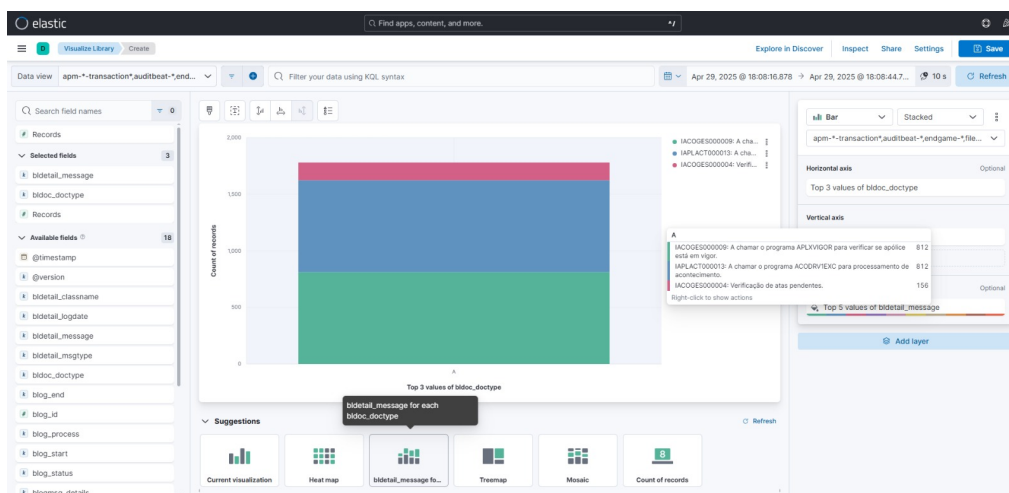 elastic
Find apps, content, and more.
^/
D
Visualize Library
Create
Explore in Discover
Inspect
Share
Settings
Save
Data view
apm-*-transaction*,auditbeat-*,end...
Filter your data using KQL syntax
Apr 29, 2025 @ 18:08:16.878
→
Apr 29, 2025 @ 18:08:44.7...
10 s
Refresh
Search field names
0
Records
Selected fields
3
bldetail_message
bldoc_doctype
Records
Available fields
18
@timestamp
@version
bldetail_classname
bldetail_logdate
bldetail_message
bldetail_msgtype
bldoc_doctype
blog_end
blog_id
blog_process
blog_start
blog_status
2,000
1,500
1,000
500
0
Count of records
A
Top 3 values of bldoc_doctype
IACOGES000009: A cha...
IAPLACT000013: A cha...
IACOGES000004: Verifi...
A
IACOGES000009: A chamar o programa APLXVIGOR para verificar se apólice 812
está em vigor.
IAPLACT000013: A chamar o programa ACODRV1EXC para processamento de 812
acontecimento.
IACOGES000004: Verificação de atas pendentes. 156
Right-click to show actions
bldetail_message for each
bldoc_doctype
Suggestions
Refresh
Current visualization
Heat map
bldetail_message fo...
Treemap
Mosaic
8
Count of records
Bar
Stacked
apm-*-transaction*,auditbeat-*,endgame-*,file...
Horizontal axis
Optional
Top 3 values of bldoc_doctype
Vertical axis
Optional
Top 5 values of bldetail_message
Add layer